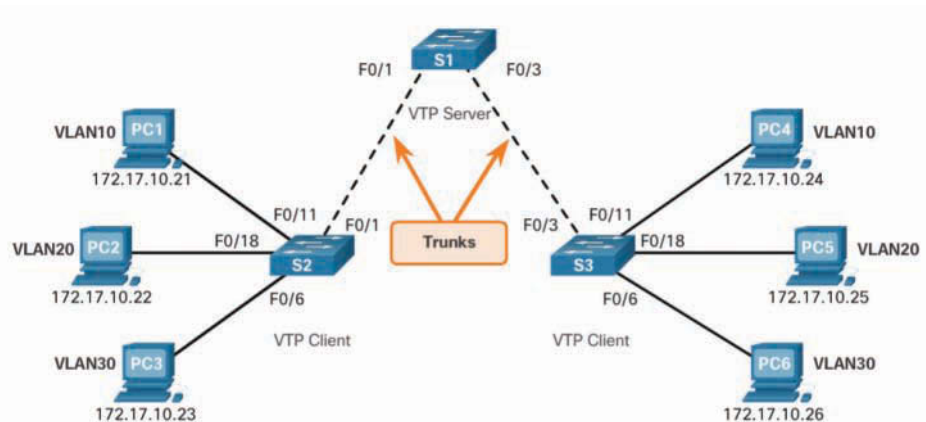 S1
F0/1
F0/3
VTP Server
VLAN10
PC1
172.17.10.21
PC4
VLAN10
172.17.10.24
F0/11
F0/1
Trunks
F0/3
F0/11
VLAN20
PC2
172.17.10.22
F0/18
S2
S3
F0/18
PC5
VLAN20
172.17.10.25
F0/6
F0/6
VTP Client
VTP Client
VLAN30
PC3
172.17.10.23
PC6
VLAN30
172.17.10.26